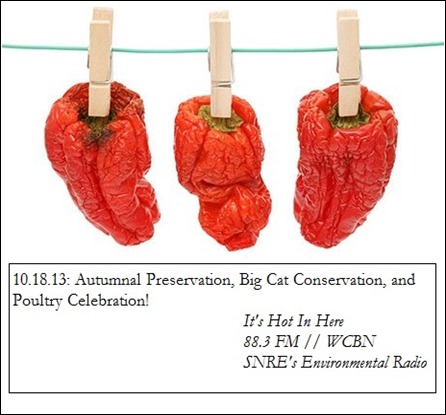 10.18.13: Autumnal Preservation, Big Cat Conservation, and
Poultry Celebration!
It's Hot In Here
88.3 FM // WCBN
SNRE's Environmental Radio